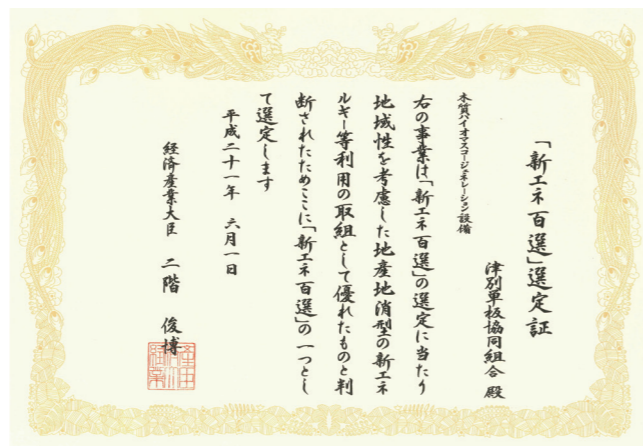 「新エネ百選」選定証
津別単板協同組合 殿
木質バイオマスコージェネレーション設備
右の事業は「新エネ百選」の選定に当たり
地域性を考慮した地産地消型の新エネ
ルギー等利用の取組として優れたものと判
断されたためここに「新エネ百選」の一つとし
て選定します
平成二十一年 六月一日
経済産業大臣 二階 俊博